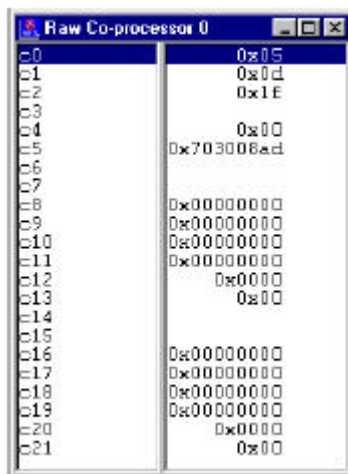 Raw Co-processor 0
c0 0x05
c1 0x0d
c2 0x1f
c3
c4 0x00
c5 0x703008ad
c6
c7
c8 0x00000000
c9 0x00000000
c10 0x00000000
c11 0x00000000
c12 0x0000
c13 0x00
c14
c15
c16 0x00000000
c17 0x00000000
c18 0x00000000
c19 0x00000000
c20 0x0000
c21 0x00